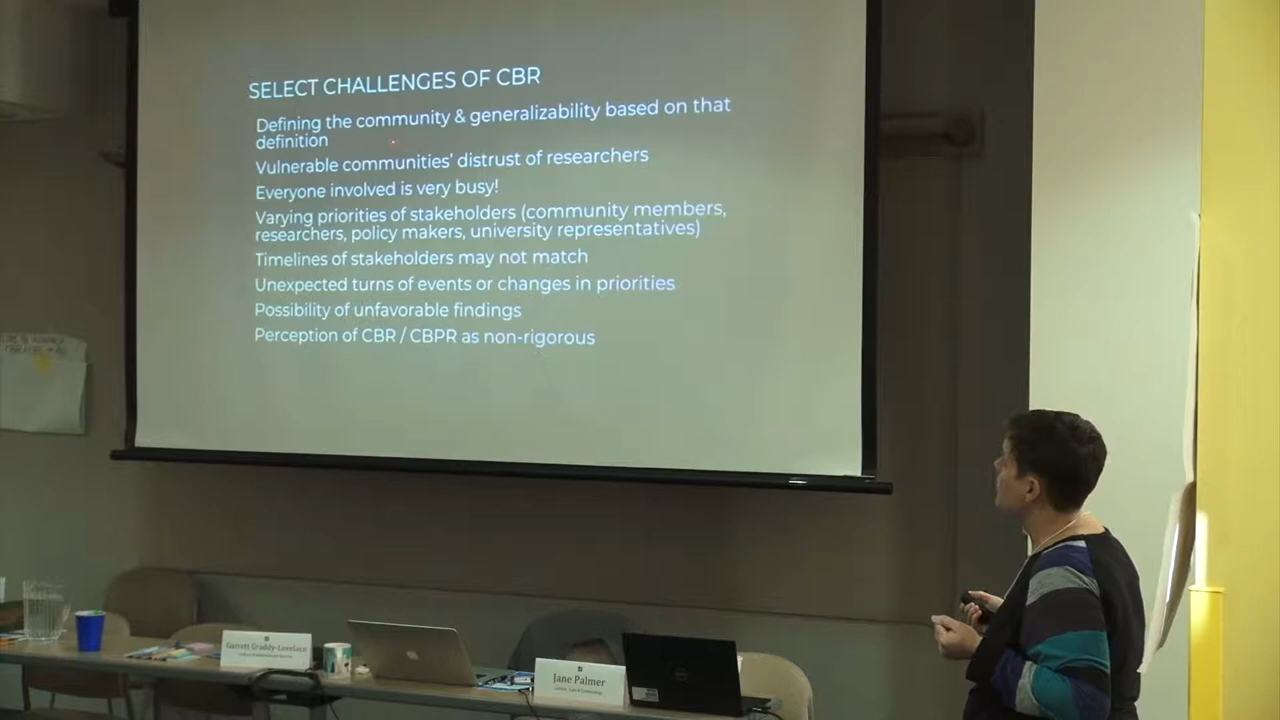 SELECT CHALLENGES OF CBR
Defining the community & generalizability based on that
definition
Vulnerable communities' distrust of researchers
Everyone involved is very busy!
Varying priorities of stakeholders (community members,
researchers, policy makers, university representatives)
Timelines of stakeholders may not match
Unexpected turns of events or changes in priorities
Possibility of unfavorable findings
Perception of CBR / CBPR as non-rigorous
Garrett Graddy-Lovelace
Jane Palmer
DELL